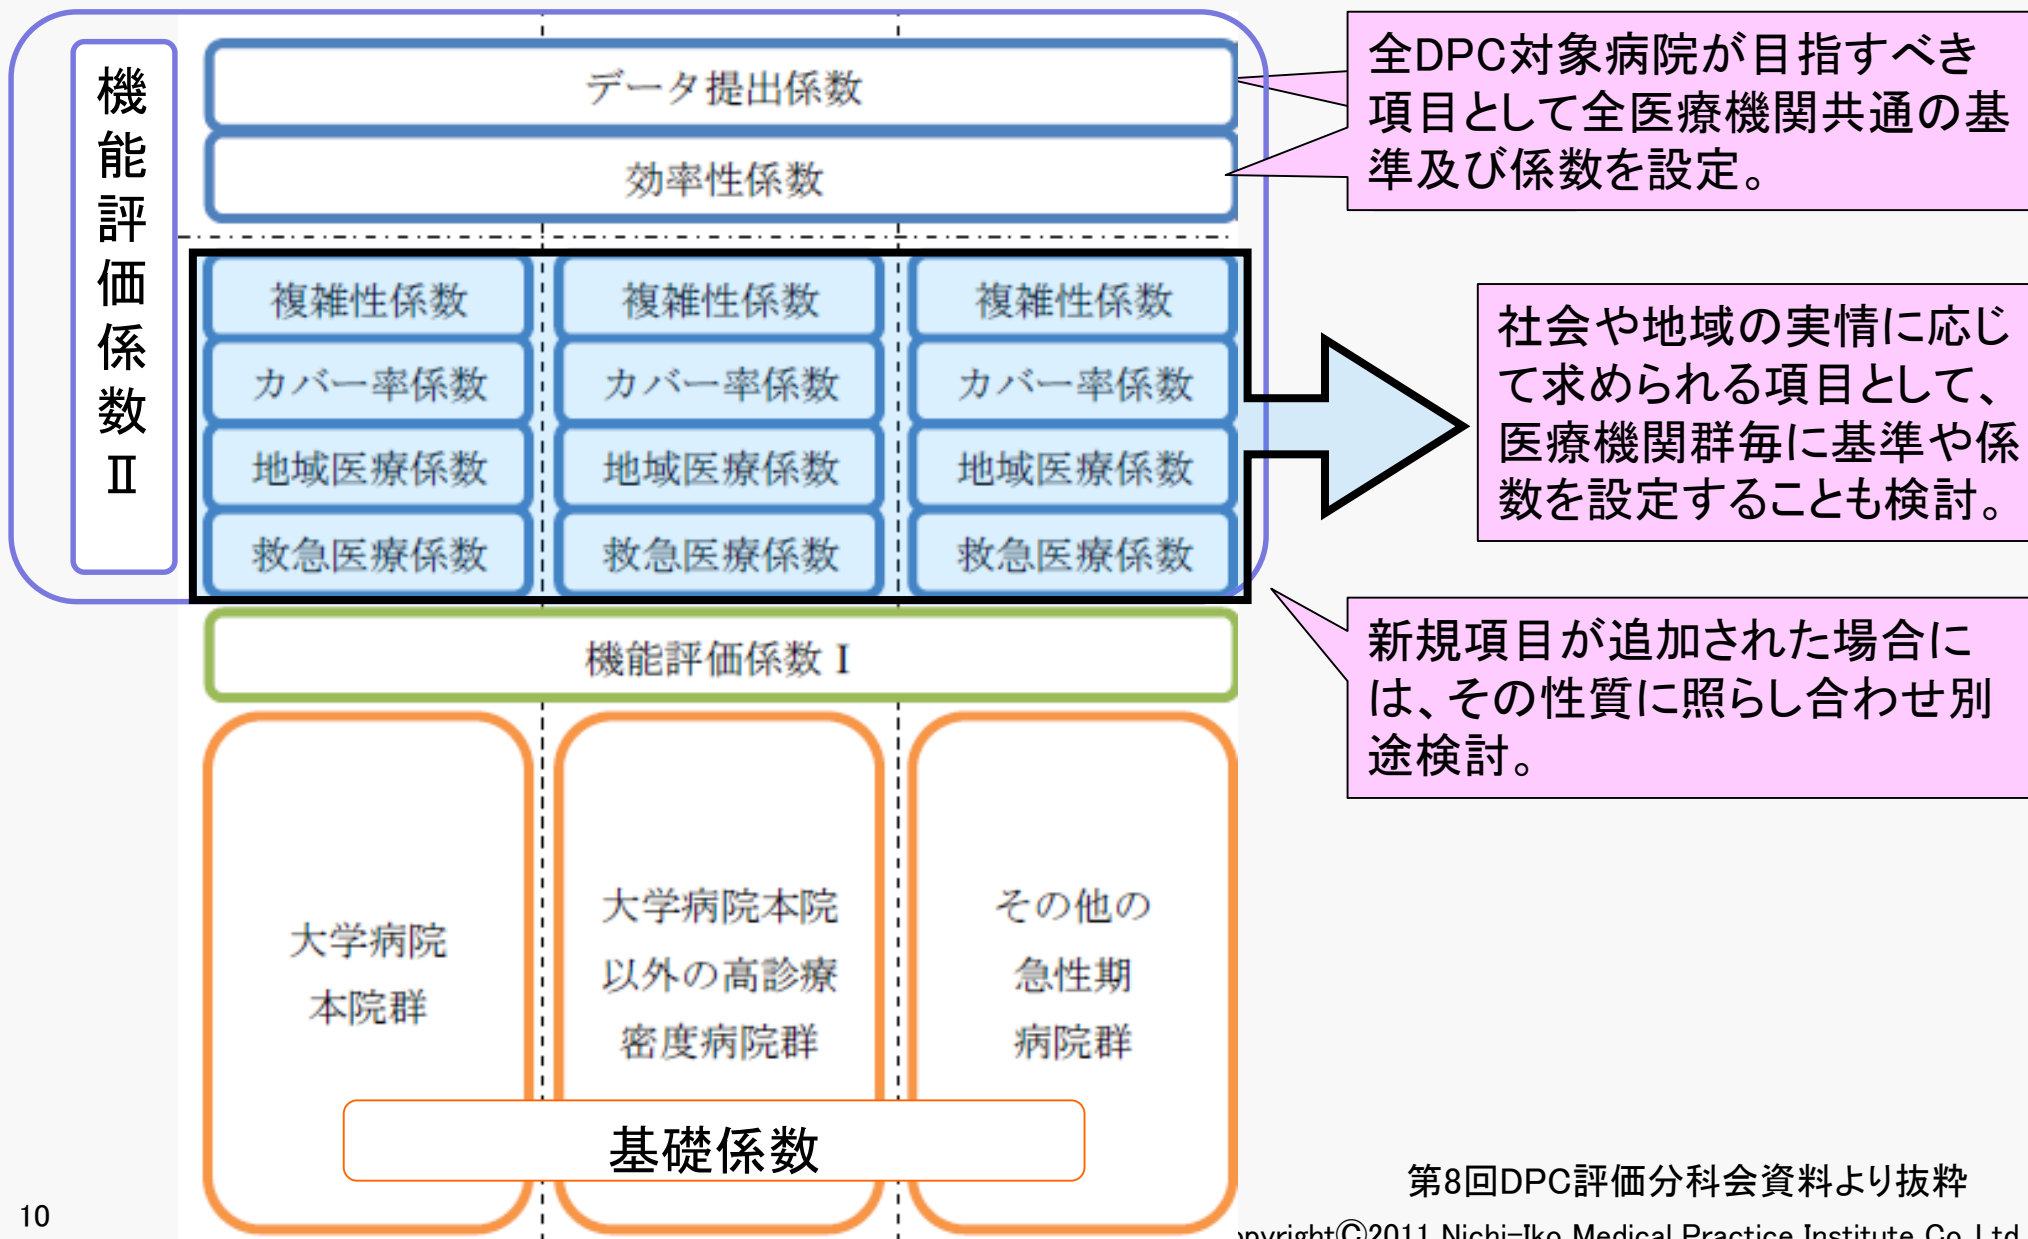 機能評価係数Ⅱ
データ提出係数
効率性係数
複雑性係数 複雑性係数 複雑性係数
カバー率係数 カバー率係数 カバー率係数
地域医療係数 地域医療係数 地域医療係数
救急医療係数 救急医療係数 救急医療係数
機能評価係数Ⅰ
大学病院
本院群
大学病院本院
以外の高診療
密度病院群
その他の
急性期
病院群
基礎係数
全DPC対象病院が目指すべき
項目として全医療機関共通の基
準及び係数を設定。
社会や地域の実情に応じ
て求められる項目として、
医療機関群毎に基準や係
数を設定することも検討。
新規項目が追加された場合に
は、その性質に照らし合わせ別
途検討。
第8回DPC評価分科会資料より抜粋
10
opyrightⒸ2011 Nichi-Iko Medical Practice Institute Co.Ltd